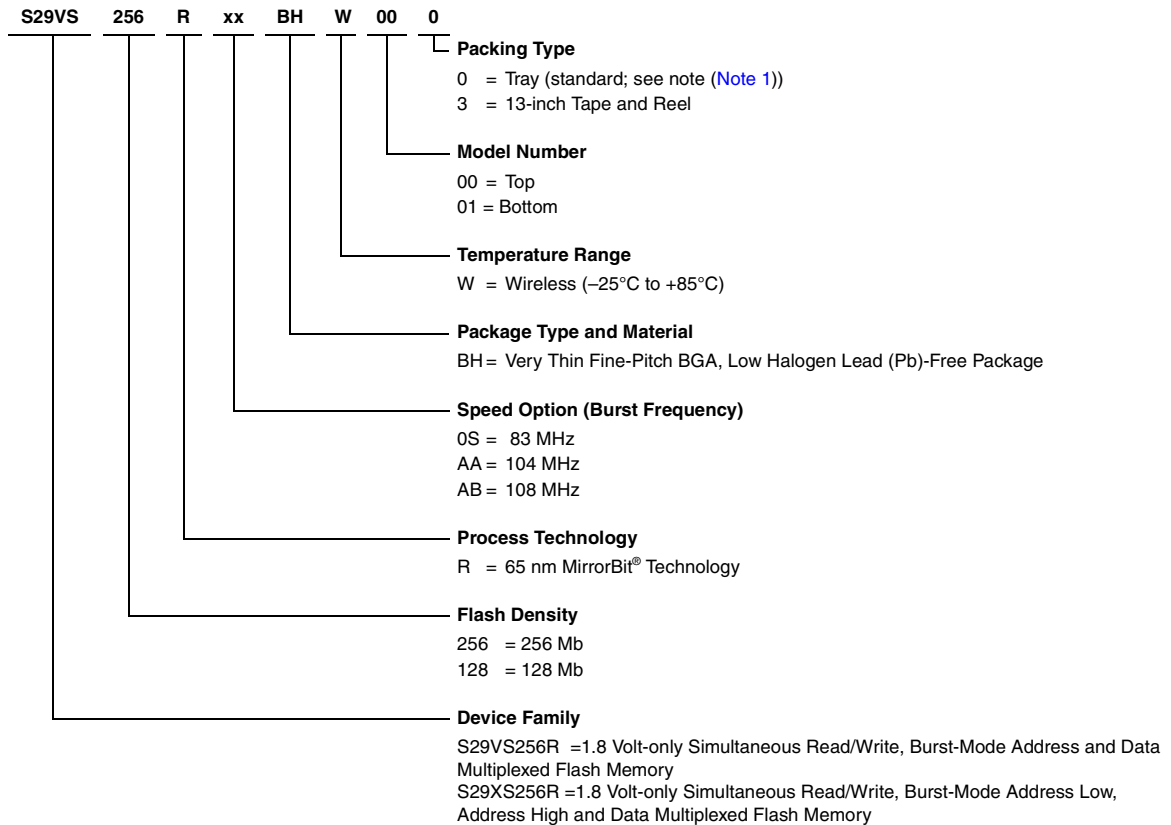 S29VS 256 R xx BH W 00 0
Packing Type
0 = Tray (standard; see note (Note 1))
3 = 13-inch Tape and Reel
Model Number
00 = Top
01 = Bottom
Temperature Range
W = Wireless (–25°C to +85°C)
Package Type and Material
BH = Very Thin Fine-Pitch BGA, Low Halogen Lead (Pb)-Free Package
Speed Option (Burst Frequency)
0S = 83 MHz
AA = 104 MHz
AB = 108 MHz
Process Technology
R = 65 nm MirrorBit® Technology
Flash Density
256 = 256 Mb
128 = 128 Mb
Device Family
S29VS256R =1.8 Volt-only Simultaneous Read/Write, Burst-Mode Address and Data
Multiplexed Flash Memory
S29XS256R =1.8 Volt-only Simultaneous Read/Write, Burst-Mode Address Low,
Address High and Data Multiplexed Flash Memory